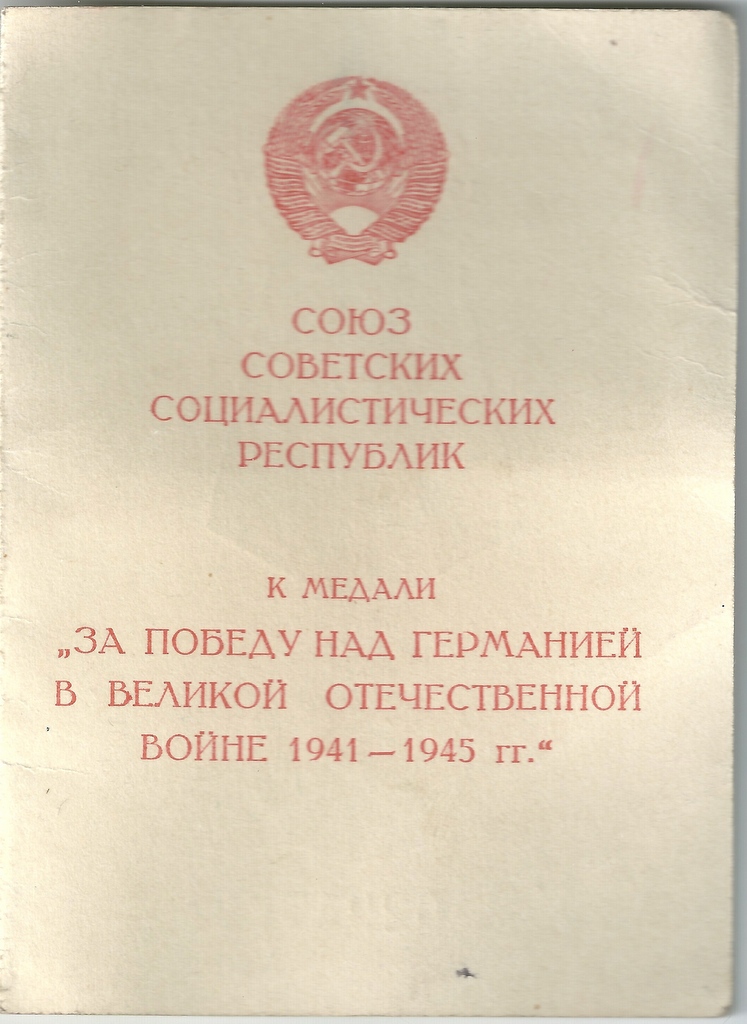 СОЮЗ
СОВЕТСКИХ
СОЦИАЛИСТИЧЕСКИХ
РЕСПУБЛИК
К МЕДАЛИ
„ЗА ПОБЕДУ НАД ГЕРМАНИЕЙ
В ВЕЛИКОЙ ОТЕЧЕСТВЕННОЙ
ВОЙНЕ 1941—1945 гг.“